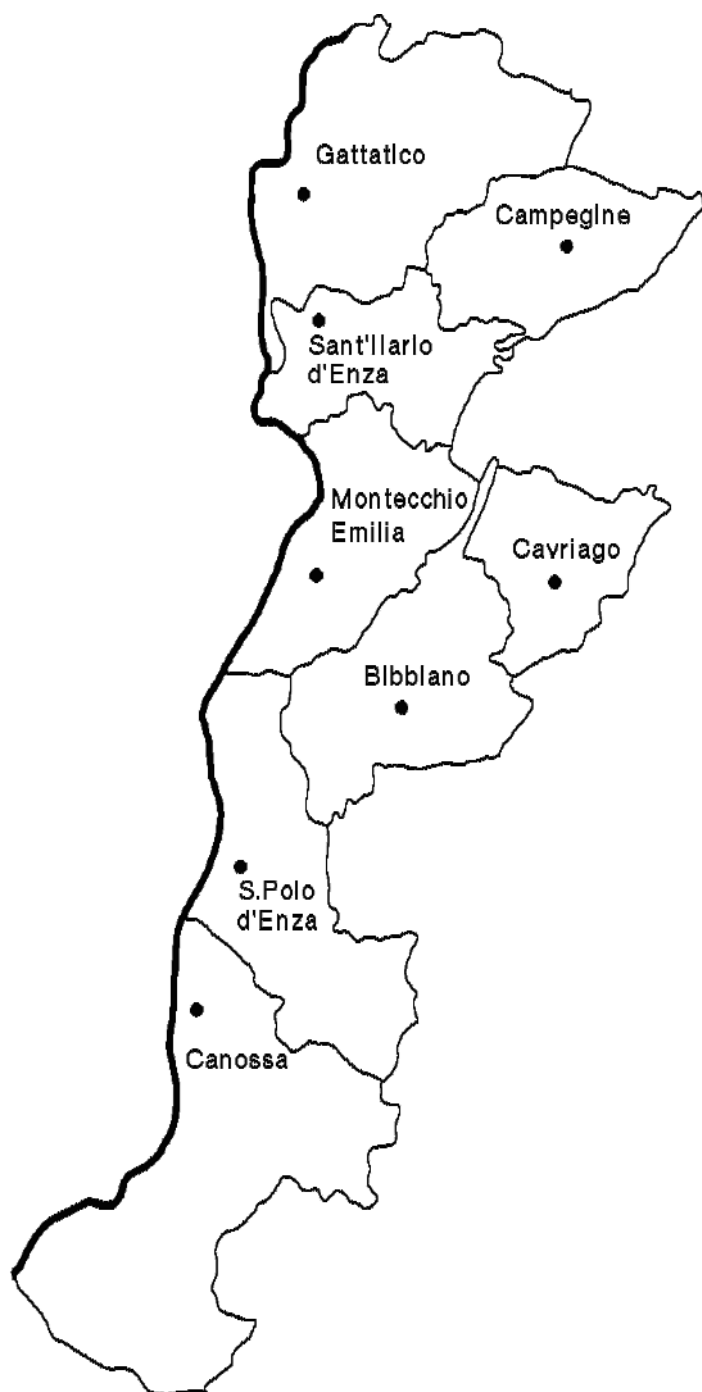 Gattatico
Campegine
Sant'Ilario
d'Enza
Montecchio
Emilia
Cavriago
Bibbiano
S.Polo
d'Enza
Canossa